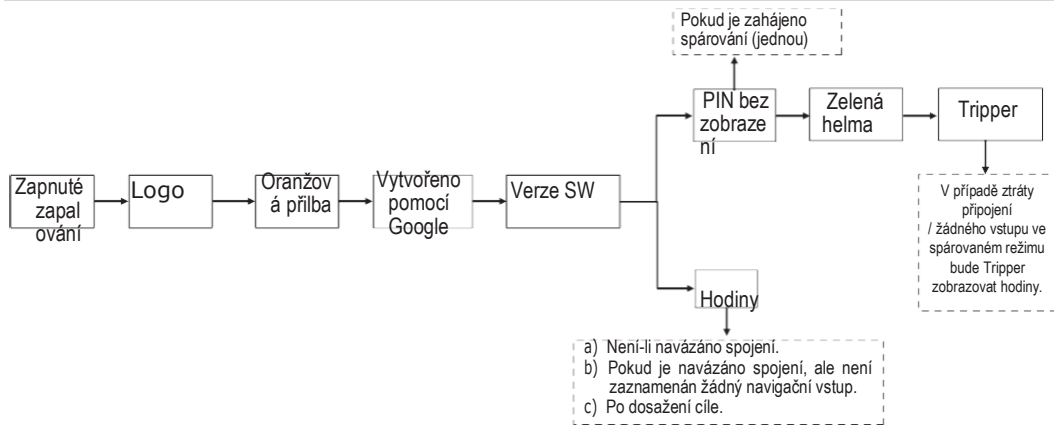 Pokud je zahájeno
spárování (jednou)
PIN bez
zobraze
ní
Zelená
helma
Tripper
Zapnuté
zapal
ování
Logo
Oranžov
á přilba
Vytvořeno
pomocí
Google
Verze SW
V případě ztráty
připojení
/ žádného vstupu ve
spárovaném režimu
bude Tripper
zobrazovat hodiny.
Hodiny
a) Není-li navázáno spojení.
b) Pokud je navázáno spojení, ale není
zaznamenán žádný navigační vstup.
c) Po dosažení cíle.